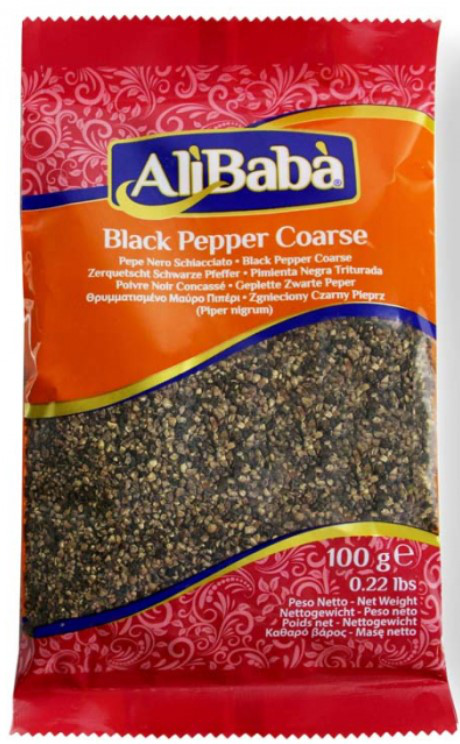 AliBabà®
Black Pepper Coarse
Pepe Nero Schiacciato • Black Pepper Coarse
Zerquetscht Schwarze Pfeffer • Pimienta Negra Triturada
Poivre Noir Concassé • Geplette Zwarte Peper
Θρυμματισμένο Μαύρο Πιπέρι • Zgnieciony Czarny Pieprz
(Piper nigrum)
100 g ℮
0.22 lbs
Peso Netto - Net Weight
Nettogewicht - Peso neto
Poids net - Nettogewicht
Καθαρό βάρος - Masę netto